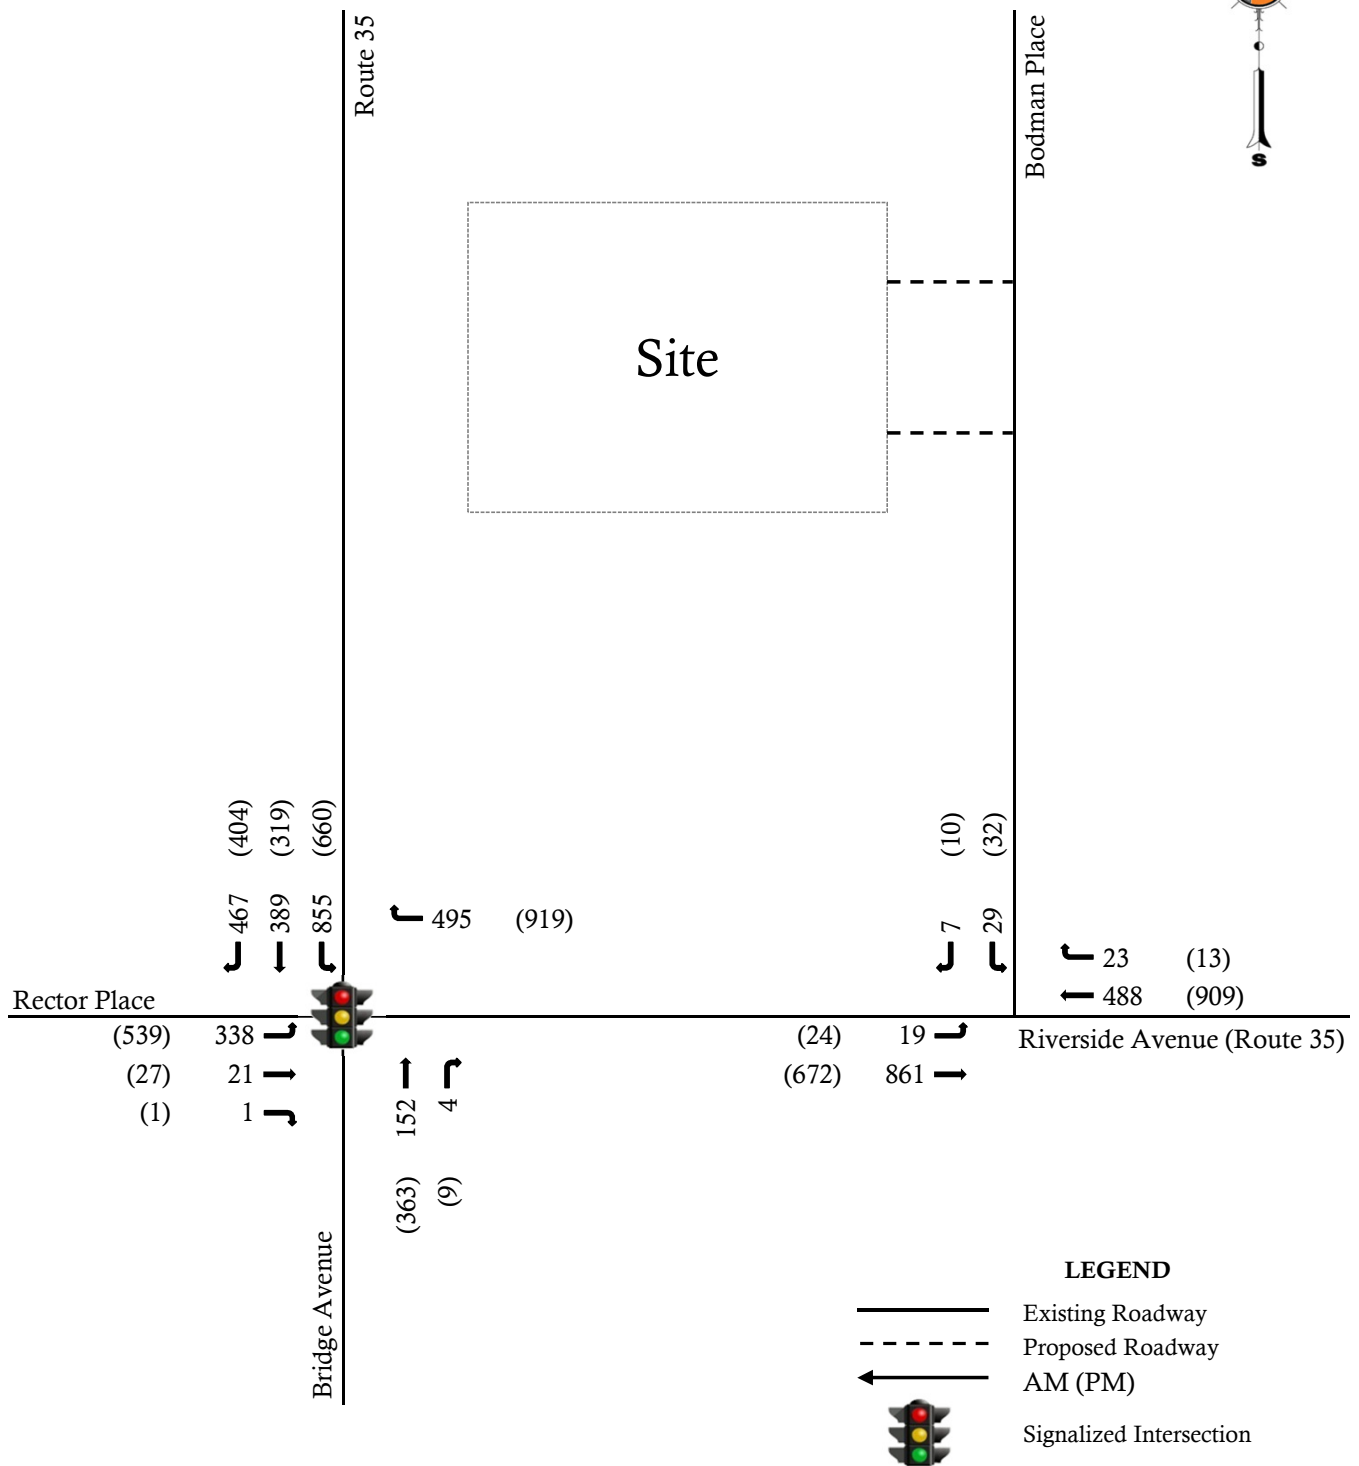 Route 35
Bodman Place
S
Site
(404)
(319)
(660)
(10)
(32)
467
389
855
7
29
495 (919)
23 (13)
488 (909)
Rector Place
(539) 338
(27) 21
(1) 1
(24) 19
(672) 861
Riverside Avenue (Route 35)
152
4
(363)
(9)
Bridge Avenue
LEGEND
Existing Roadway
Proposed Roadway
AM (PM)
Signalized Intersection